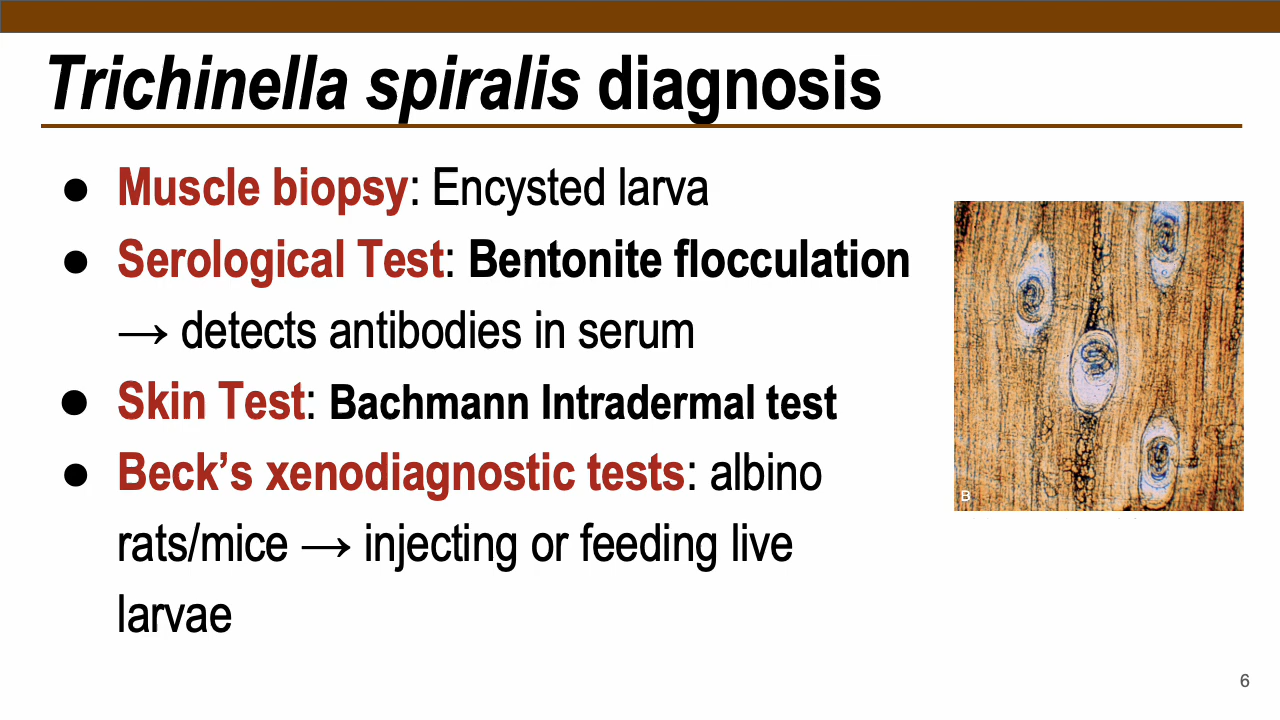 Trichinella spiralis diagnosis
● Muscle biopsy: Encysted larva
● Serological Test: Bentonite flocculation
→ detects antibodies in serum
● Skin Test: Bachmann Intradermal test
● Beck’s xenodiagnostic tests: albino
rats/mice → injecting or feeding live
larvae
B
6